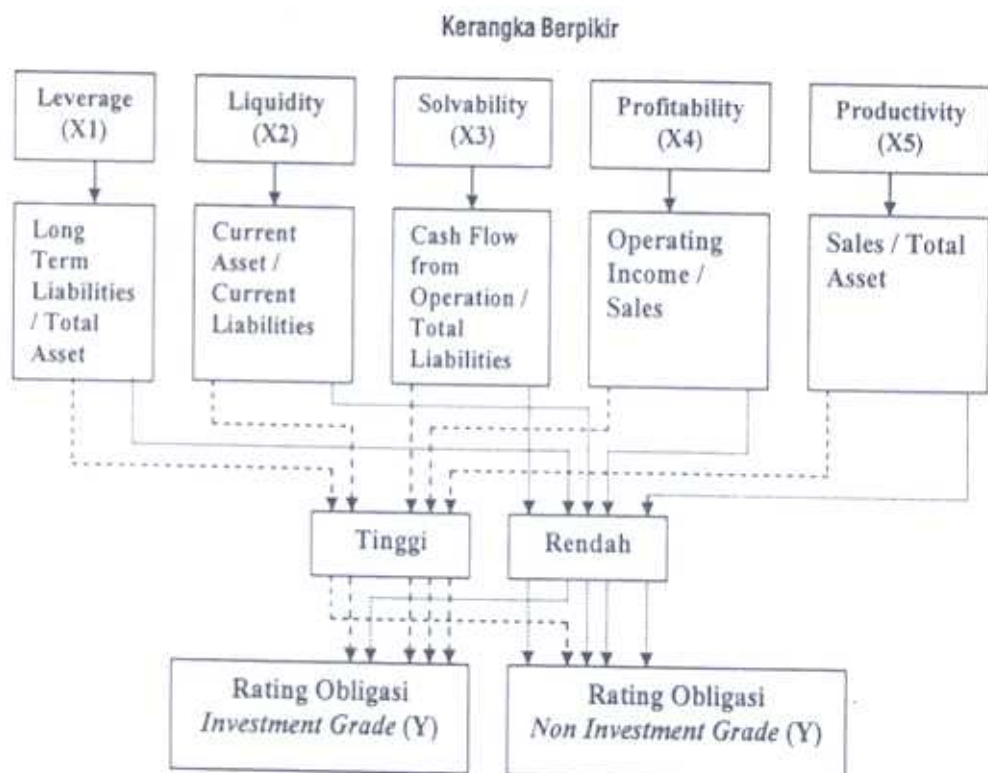 Kerangka Berpikir
Leverage
(X1)
Liquidity
(X2)
Solvability
(X3)
Profitability
(X4)
Productivity
(X5)
Long
Term
Liabilities
/ Total
Asset
Current
Asset /
Current
Liabilities
Cash Flow
from
Operation /
Total
Liabilities
Operating
Income /
Sales
Sales / Total
Asset
Tinggi
Rendah
Rating Obligasi
Investment Grade (Y)
Rating Obligasi
Non Investment Grade (Y)